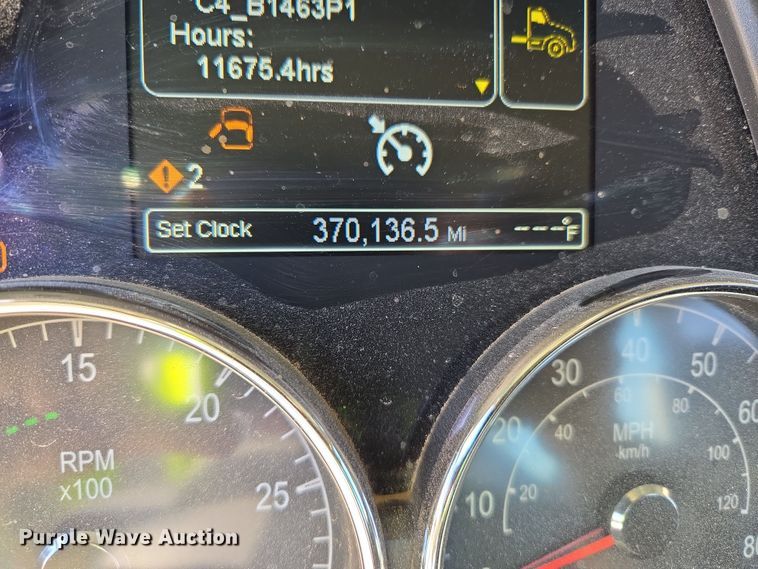 C4_B1463P1
Hours:
11675.4hrs
2
Set Clock 370,136.5 Mi ---°F
15
20
25
RPM
x100
10
20
30
40
50
60
80
MPH
km/h
20
40
60
80
100
120
Purple Wave Auction